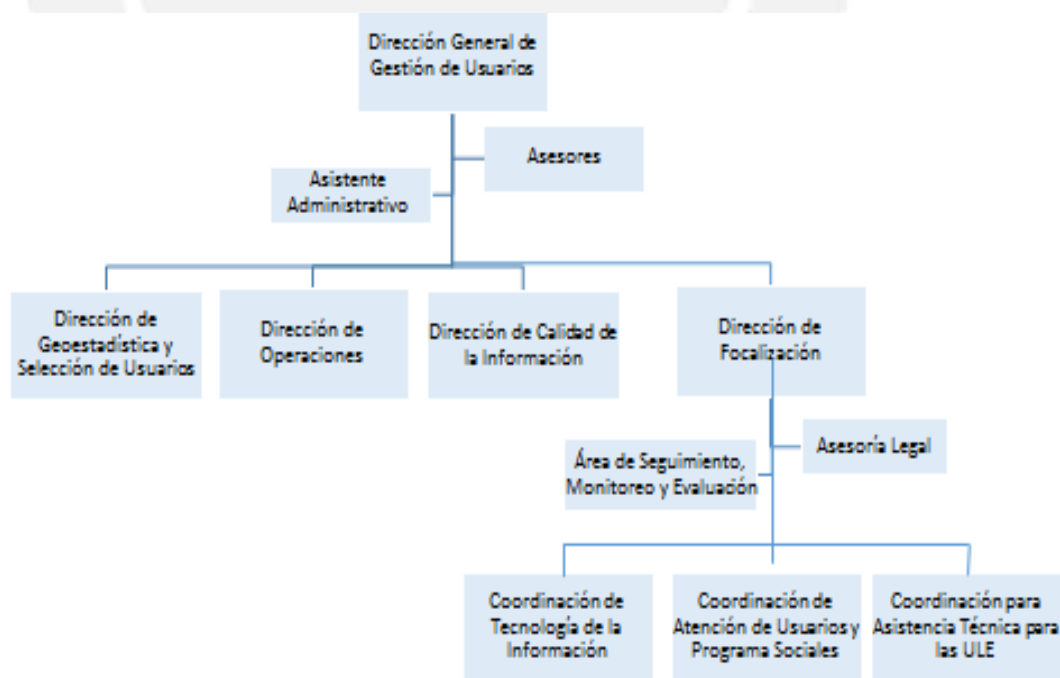 Dirección General de
Gestión de Usuarios
Asesores
Asistente
Administrativo
Dirección de
Geoestadística y
Selección de Usuarios
Dirección de
Operaciones
Dirección de Calidad de
la Información
Dirección de
Focalización
Asesoría Legal
Área de Seguimiento,
Monitoreo y Evaluación
Coordinación de
Tecnología de la
Información
Coordinación de
Atención de Usuarios y
Programa Sociales
Coordinación para
Asistencia Técnica para
las ULE